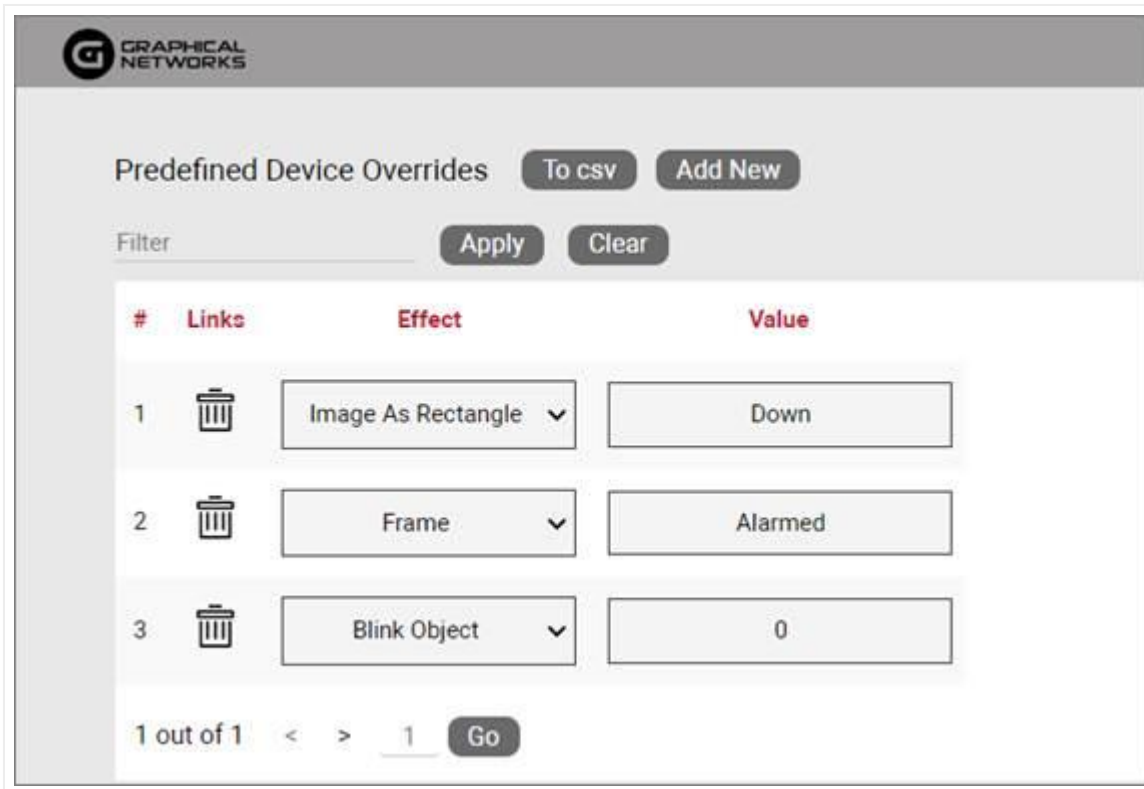 GRAPHICAL
NETWORKS
Predefined Device Overrides To csv Add New
Filter Apply Clear
# Links Effect Value
1 Image As Rectangle Down
2 Frame Alarmed
3 Blink Object 0
1 out of 1 < > 1 Go